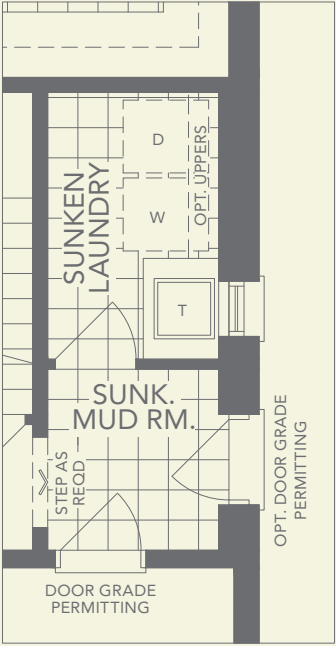 D
W
OPT. UPPERS
SUNKEN
LAUNDRY
T
SUNK.
MUD RM.
STEP AS
REQD
OPT. DOOR GRADE
PERMITTING
DOOR GRADE
PERMITTING